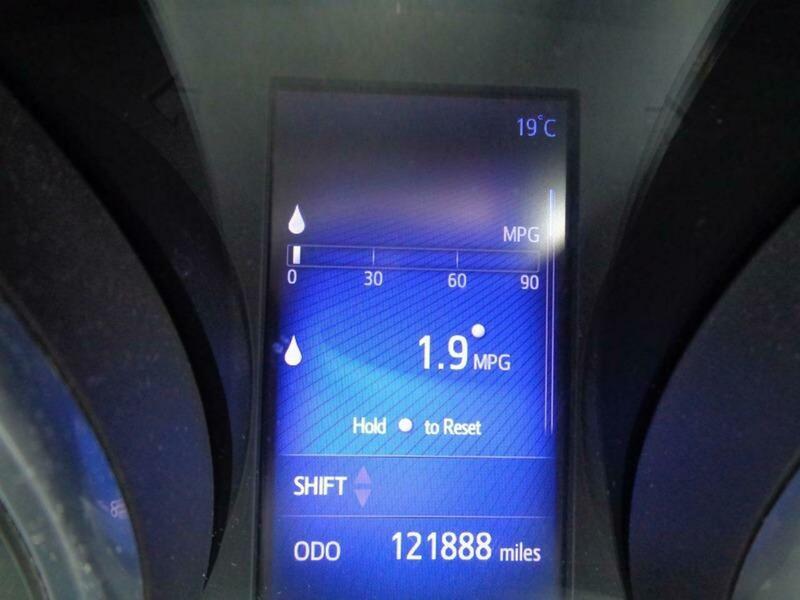 19°C
MPG
0 30 60 90
1.9 MPG
Hold to Reset
SHIFT
ODO 121888 miles